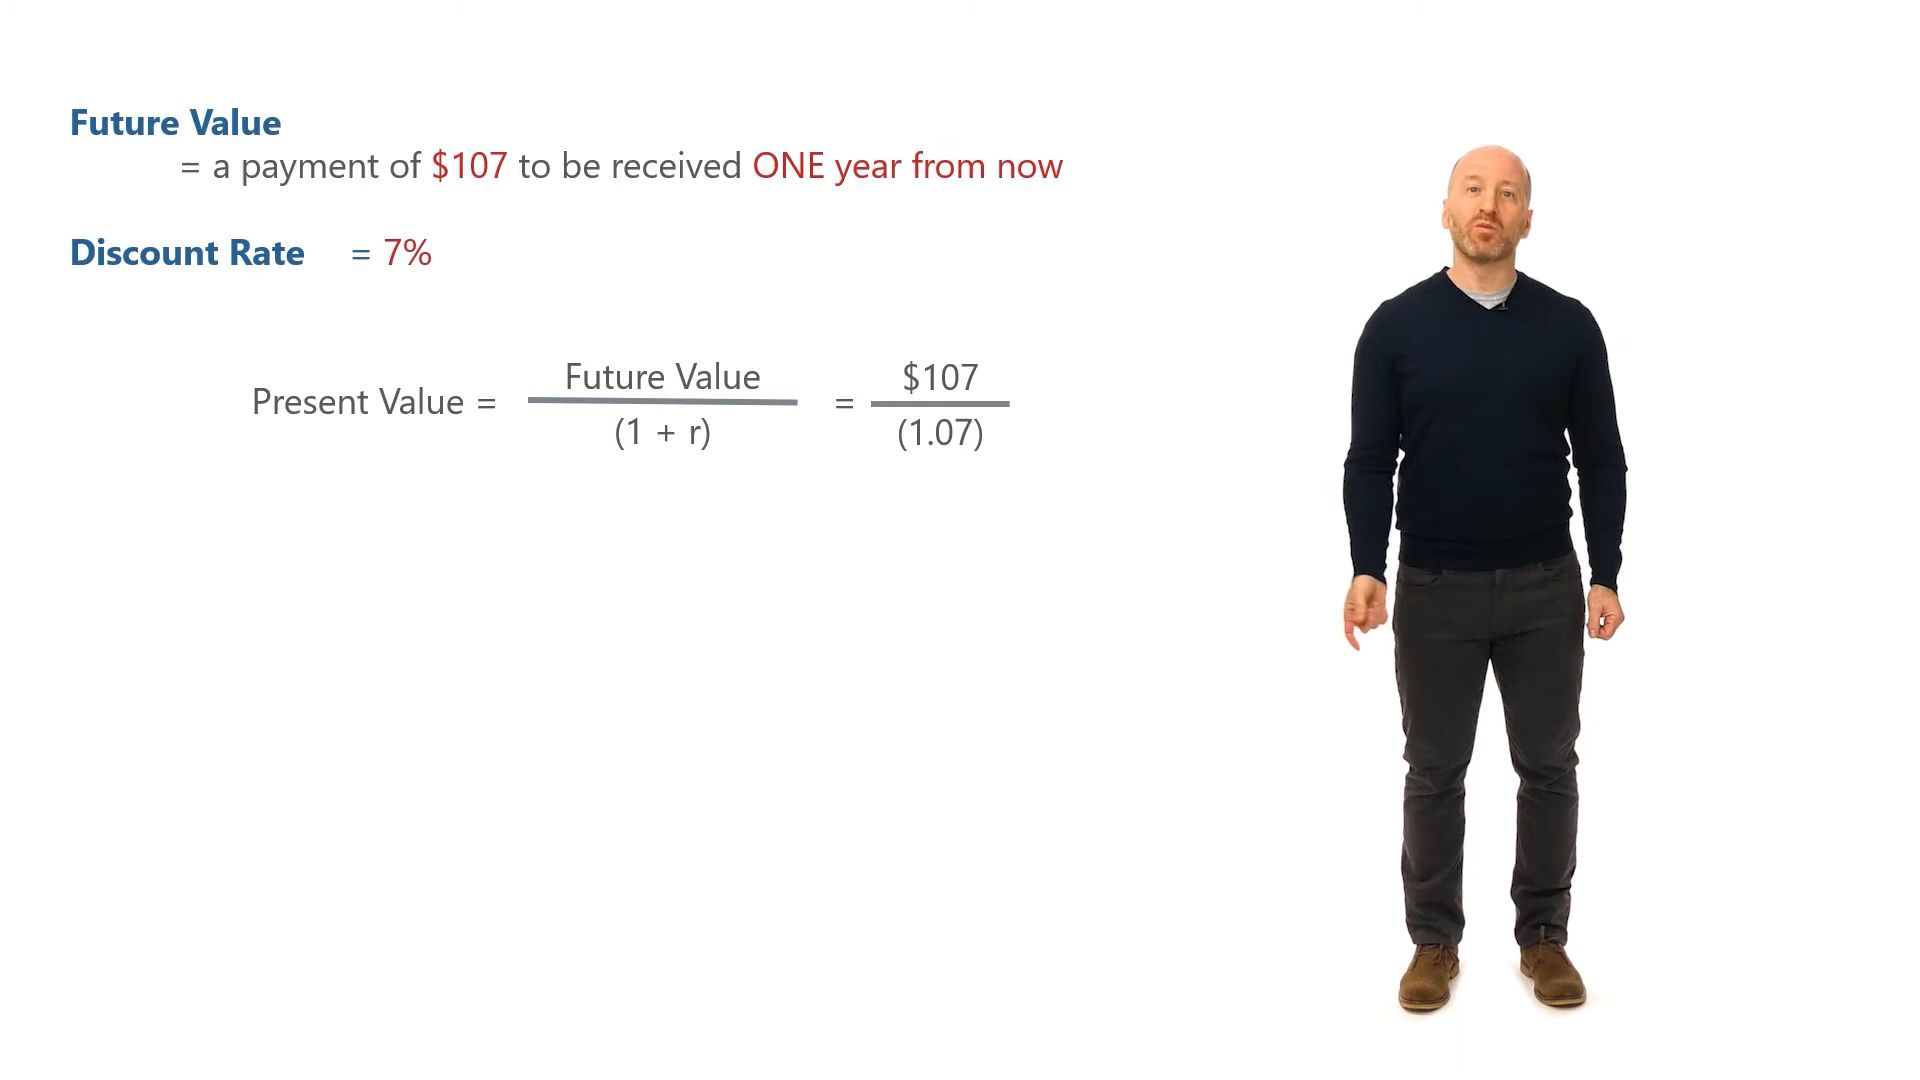 Future Value
= a payment of $107 to be received ONE year from now
Discount Rate = 7%
Present Value = Future Value / (1 + r) = $107 / (1.07)